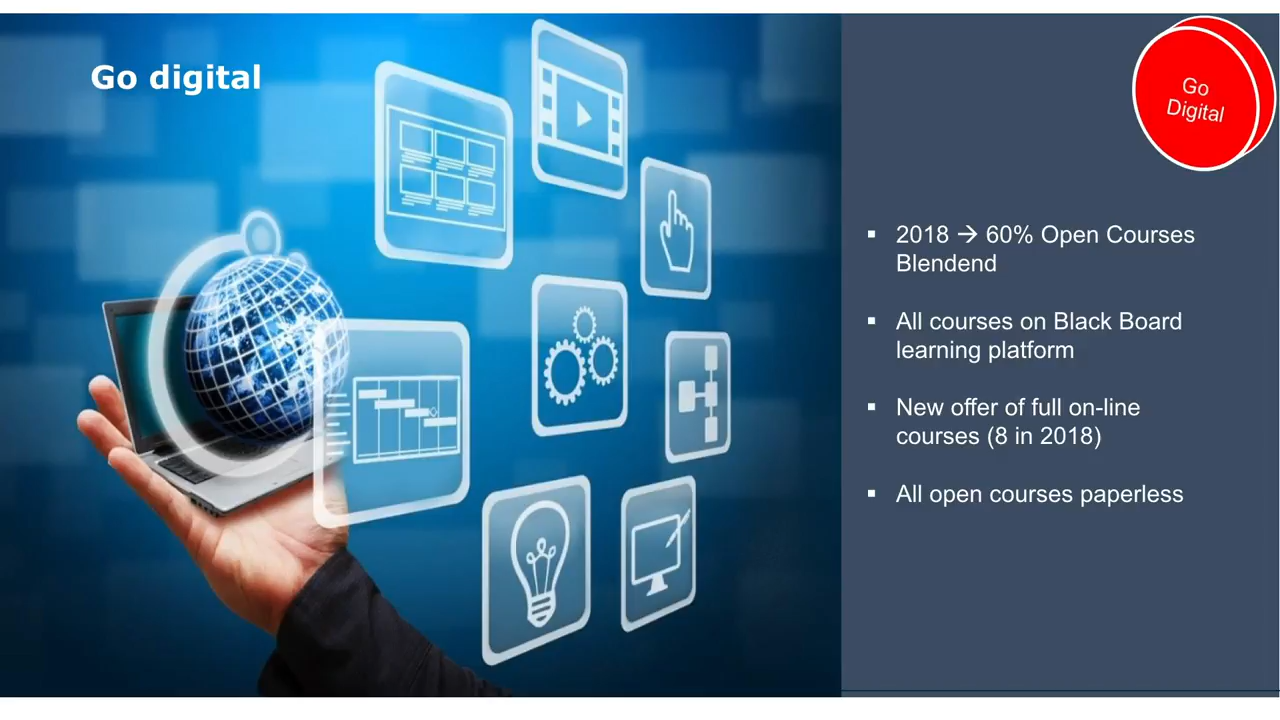 Go digital
Go
Digital
▪ 2018 → 60% Open Courses
Blendend
▪ All courses on Black Board
learning platform
▪ New offer of full on-line
courses (8 in 2018)
▪ All open courses paperless